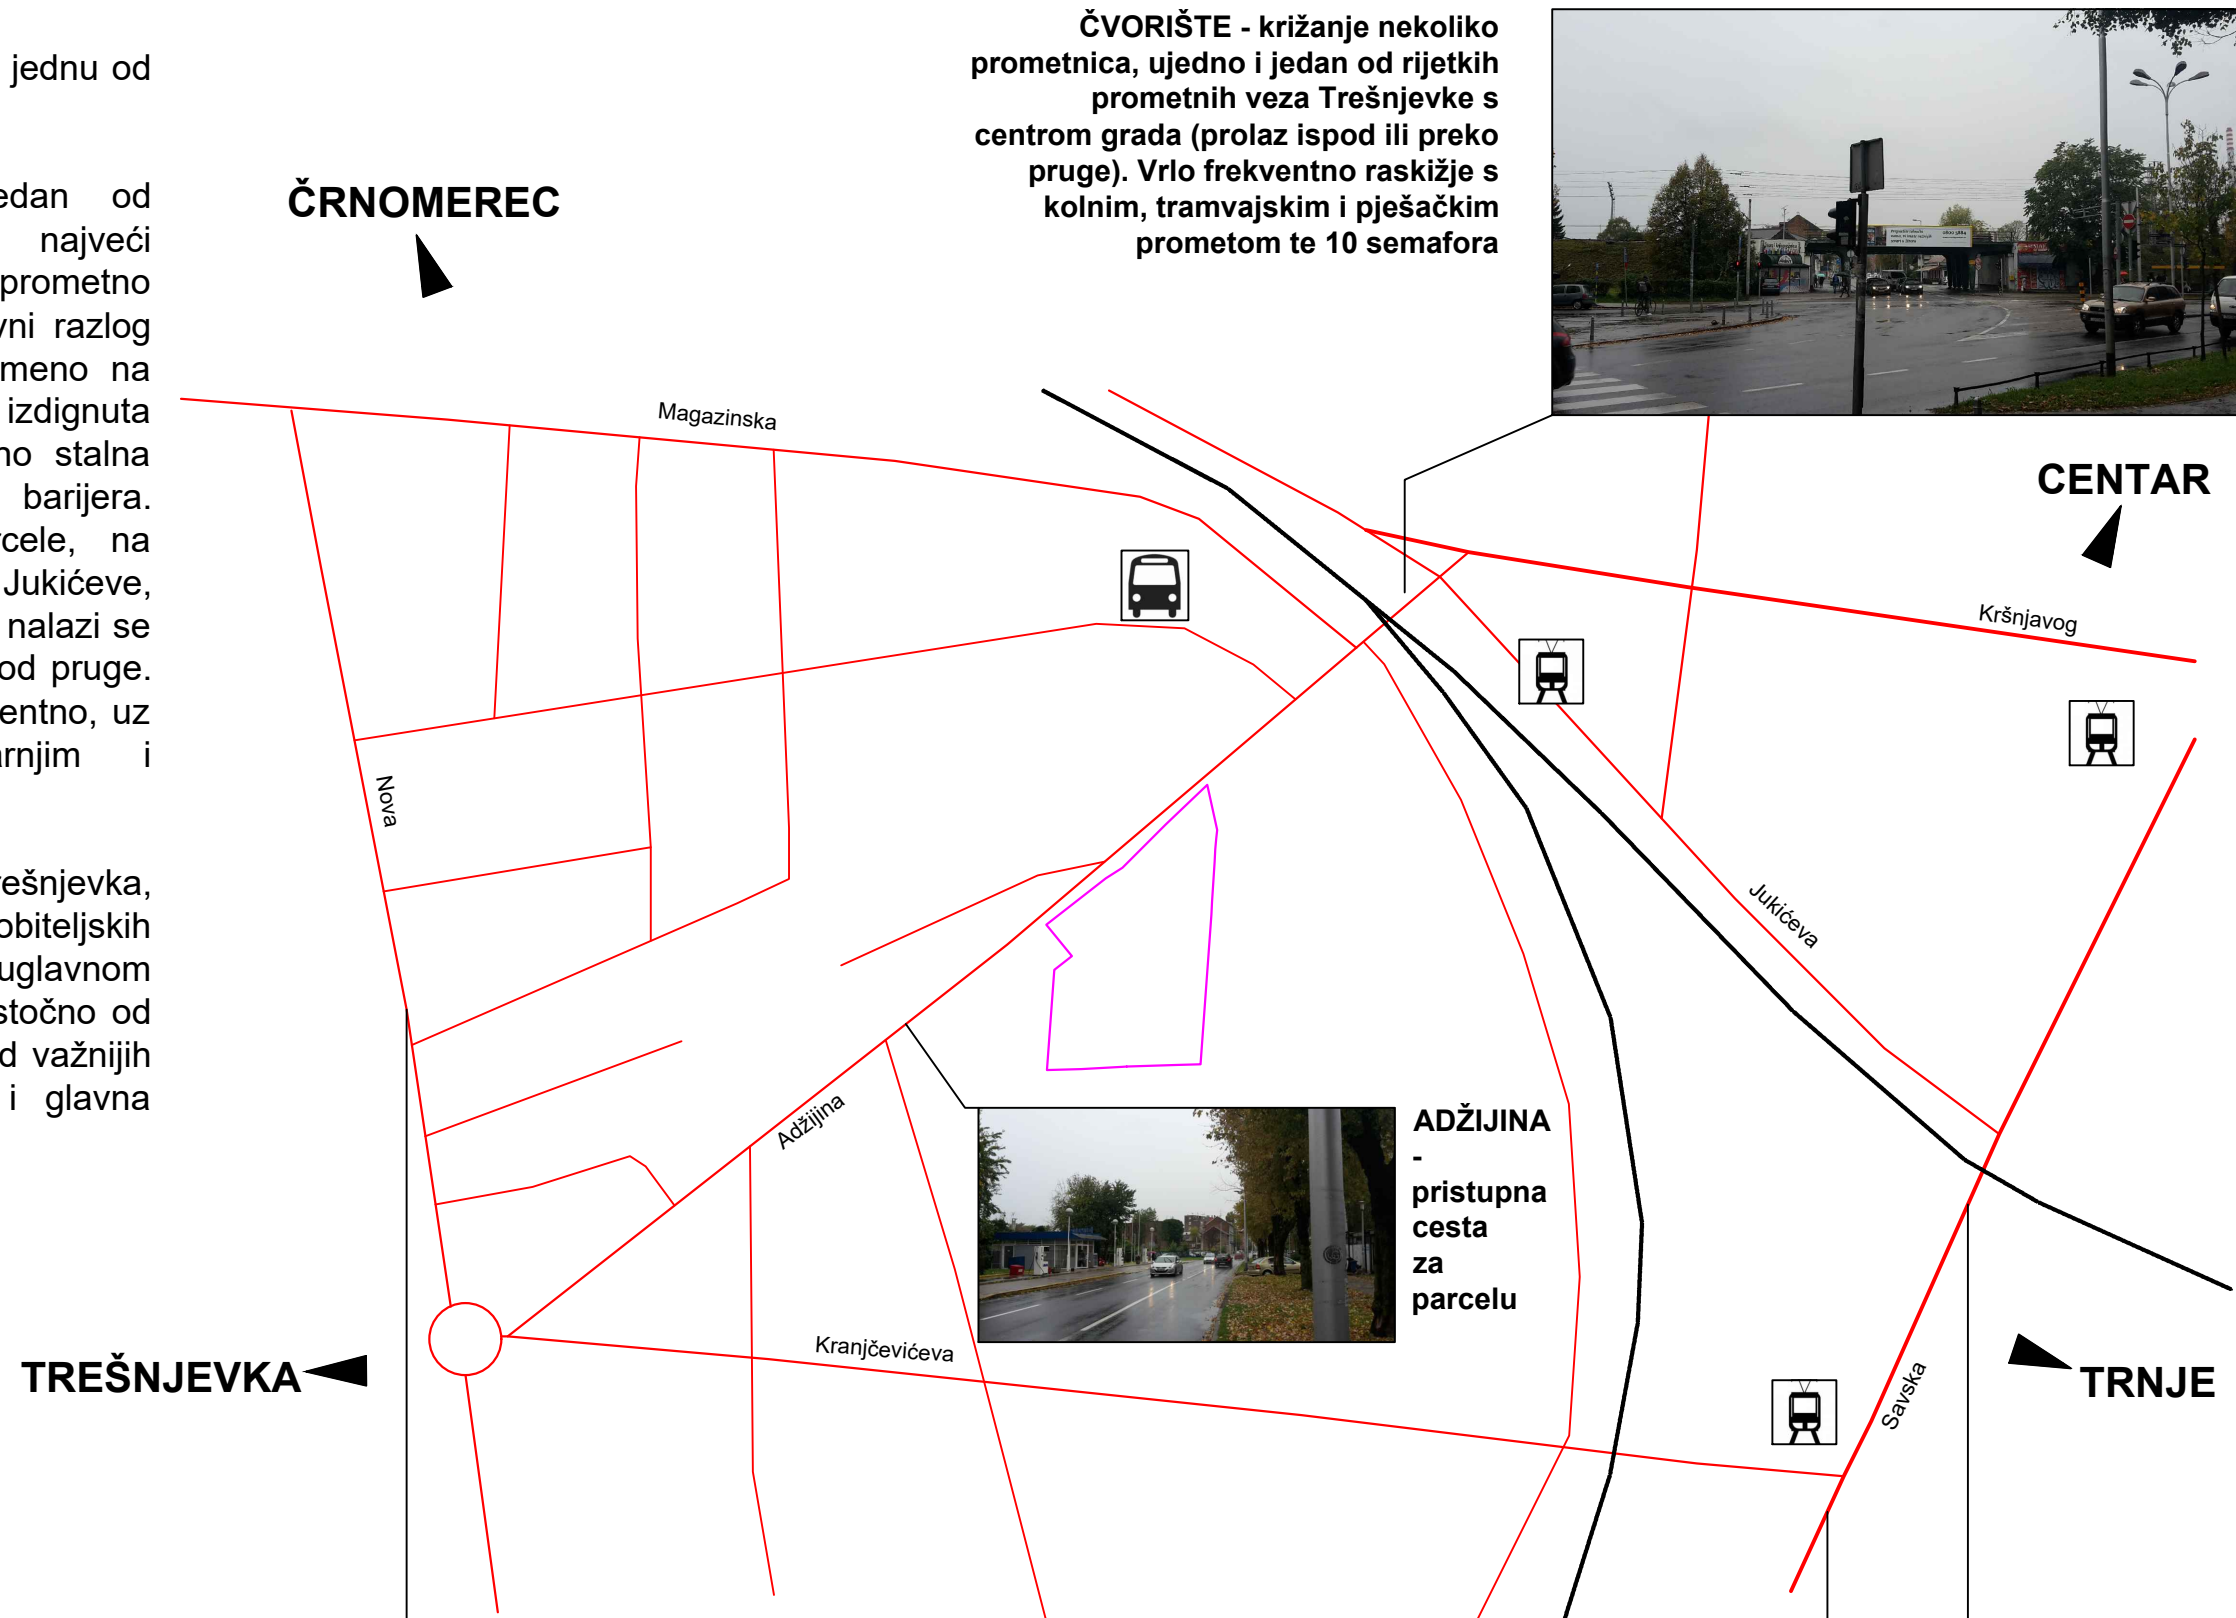 jednu od
edan od
najveći
prometno
vni razlog
meno na
izdignuta
no stalna
barijera.
rcele, na
Jukićeve,
nalazi se
od pruge.
entno, uz
arnjim i
rešnjevka,
obiteljskih
uglavnom
stočno od
d važnijih
i glavna
ČVORIŠTE - križanje nekoliko
prometnica, ujedno i jedan od rijetkih
prometnih veza Trešnjevke s
centrom grada (prolaz ispod ili preko
pruge). Vrlo frekventno raskižje s
kolnim, tramvajskim i pješačkim
prometom te 10 semafora
ČRNOMEREC
CENTAR
Magazinska
Kršnjavog
Nova
Jukićeva
Adžijina
ADŽIJINA
-
pristupna
cesta
za
parcelu
Kranjčevićeva
TREŠNJEVKA
Savska
TRNJE